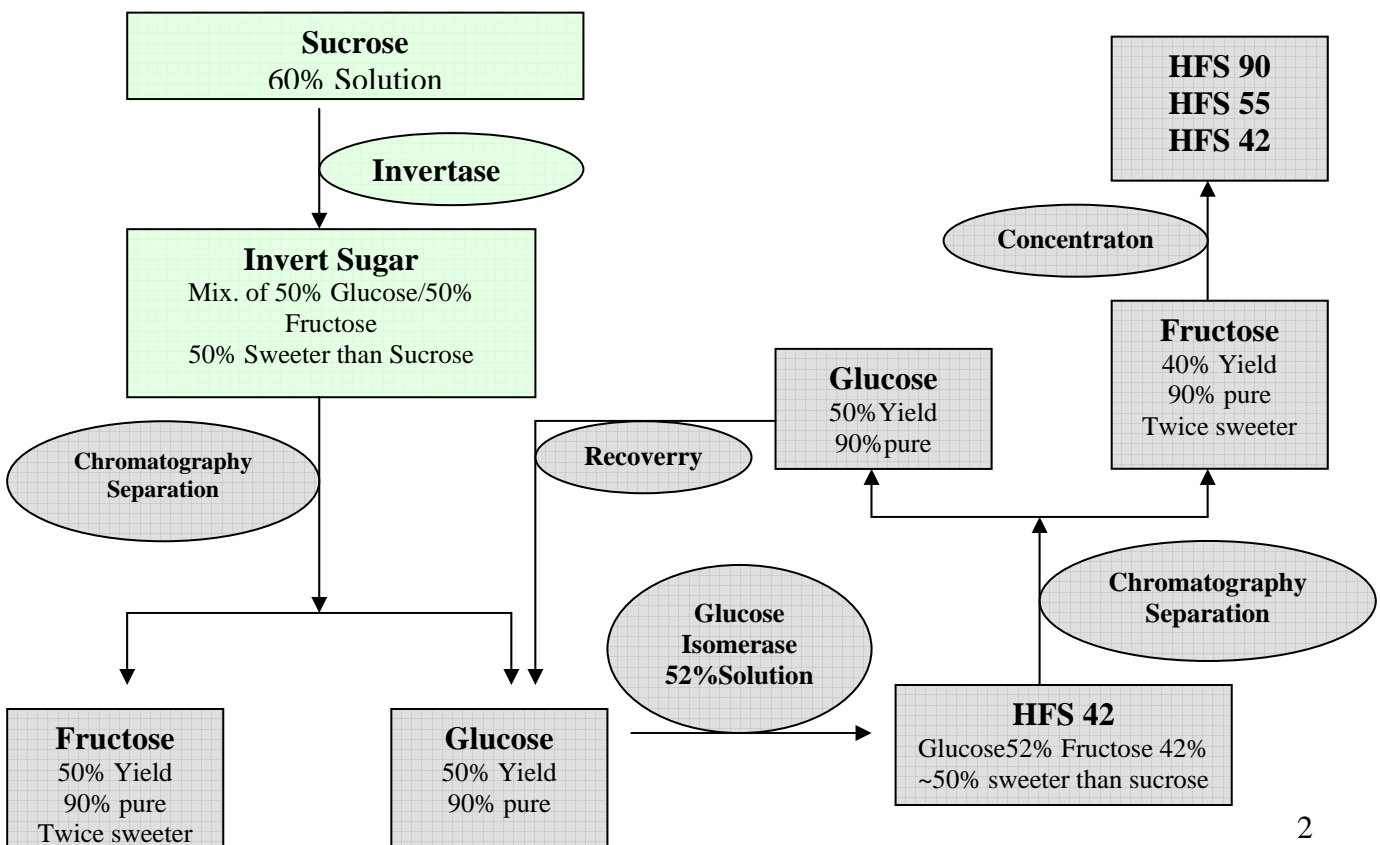 Sucrose
60% Solution
Invertase
Invert Sugar
Mix. of 50% Glucose/50%
Fructose
50% Sweeter than Sucrose
Chromatography
Separation
Fructose
50% Yield
90% pure
Twice sweeter
Glucose
50% Yield
90% pure
Recoverry
Glucose
50%Yield
90%pure
Glucose
Isomerase
52%Solution
HFS 42
Glucose52% Fructose 42%
~50% sweeter than sucrose
Chromatography
Separation
Fructose
40% Yield
90% pure
Twice sweeter
Concentraton
HFS 90
HFS 55
HFS 42
2